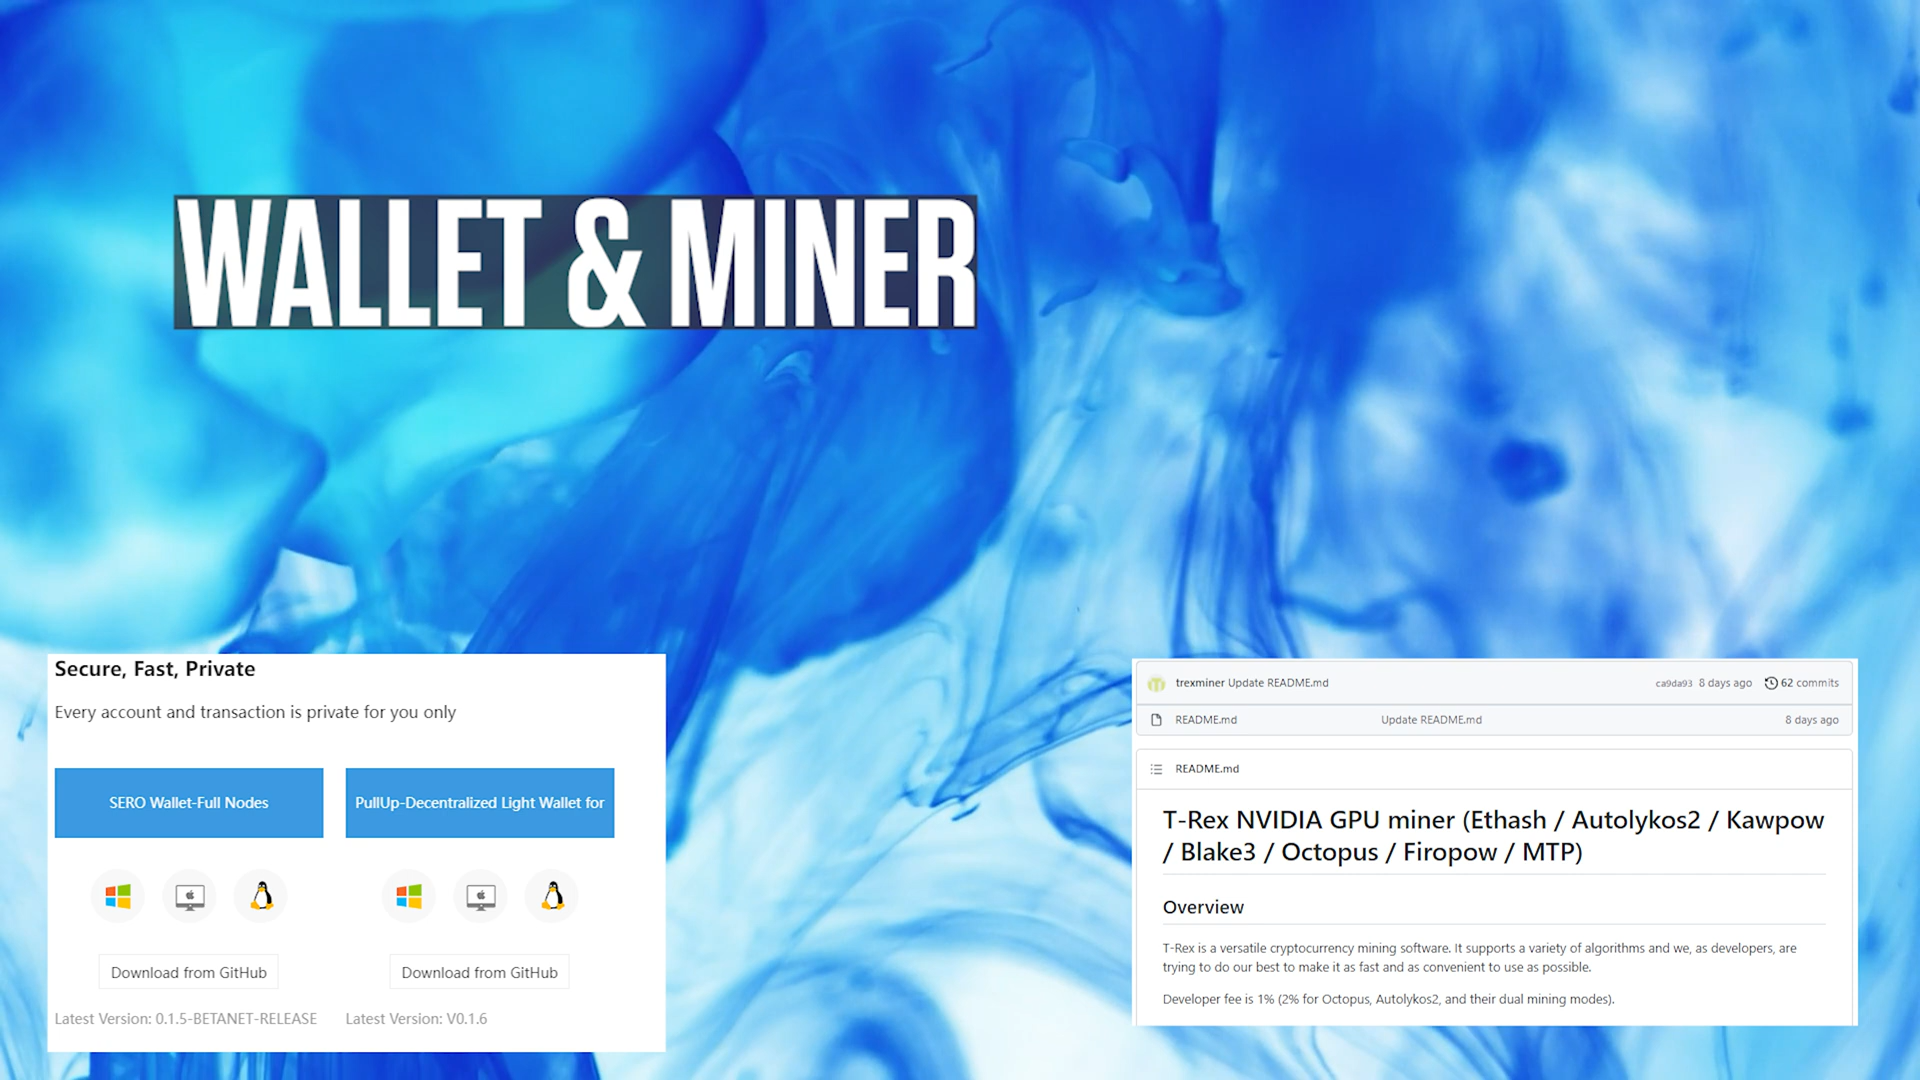 WALLET & MINER
Secure, Fast, Private
Every account and transaction is private for you only
SERO Wallet-Full Nodes
PullUp-Decentralized Light Wallet for
Download from GitHub
Download from GitHub
Latest Version: 0.1.5-BETANET-RELEASE
Latest Version: V0.1.6
trexminer Update README.md
ca9da93 8 days ago 62 commits
README.md
Update README.md
8 days ago
README.md
T-Rex NVIDIA GPU miner (Ethash / Autolykos2 / Kawpow
/ Blake3 / Octopus / Firopow / MTP)
Overview
T-Rex is a versatile cryptocurrency mining software. It supports a variety of algorithms and we, as developers, are
trying to do our best to make it as fast and as convenient to use as possible.
Developer fee is 1% (2% for Octopus, Autolykos2, and their dual mining modes).